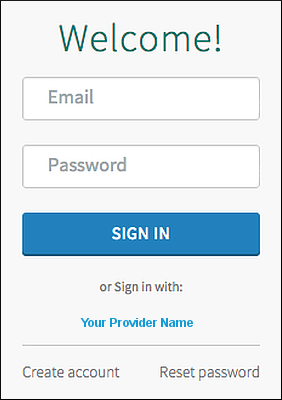 Welcome!
Email
Password
SIGN IN
or Sign in with:
Your Provider Name
Create account Reset password